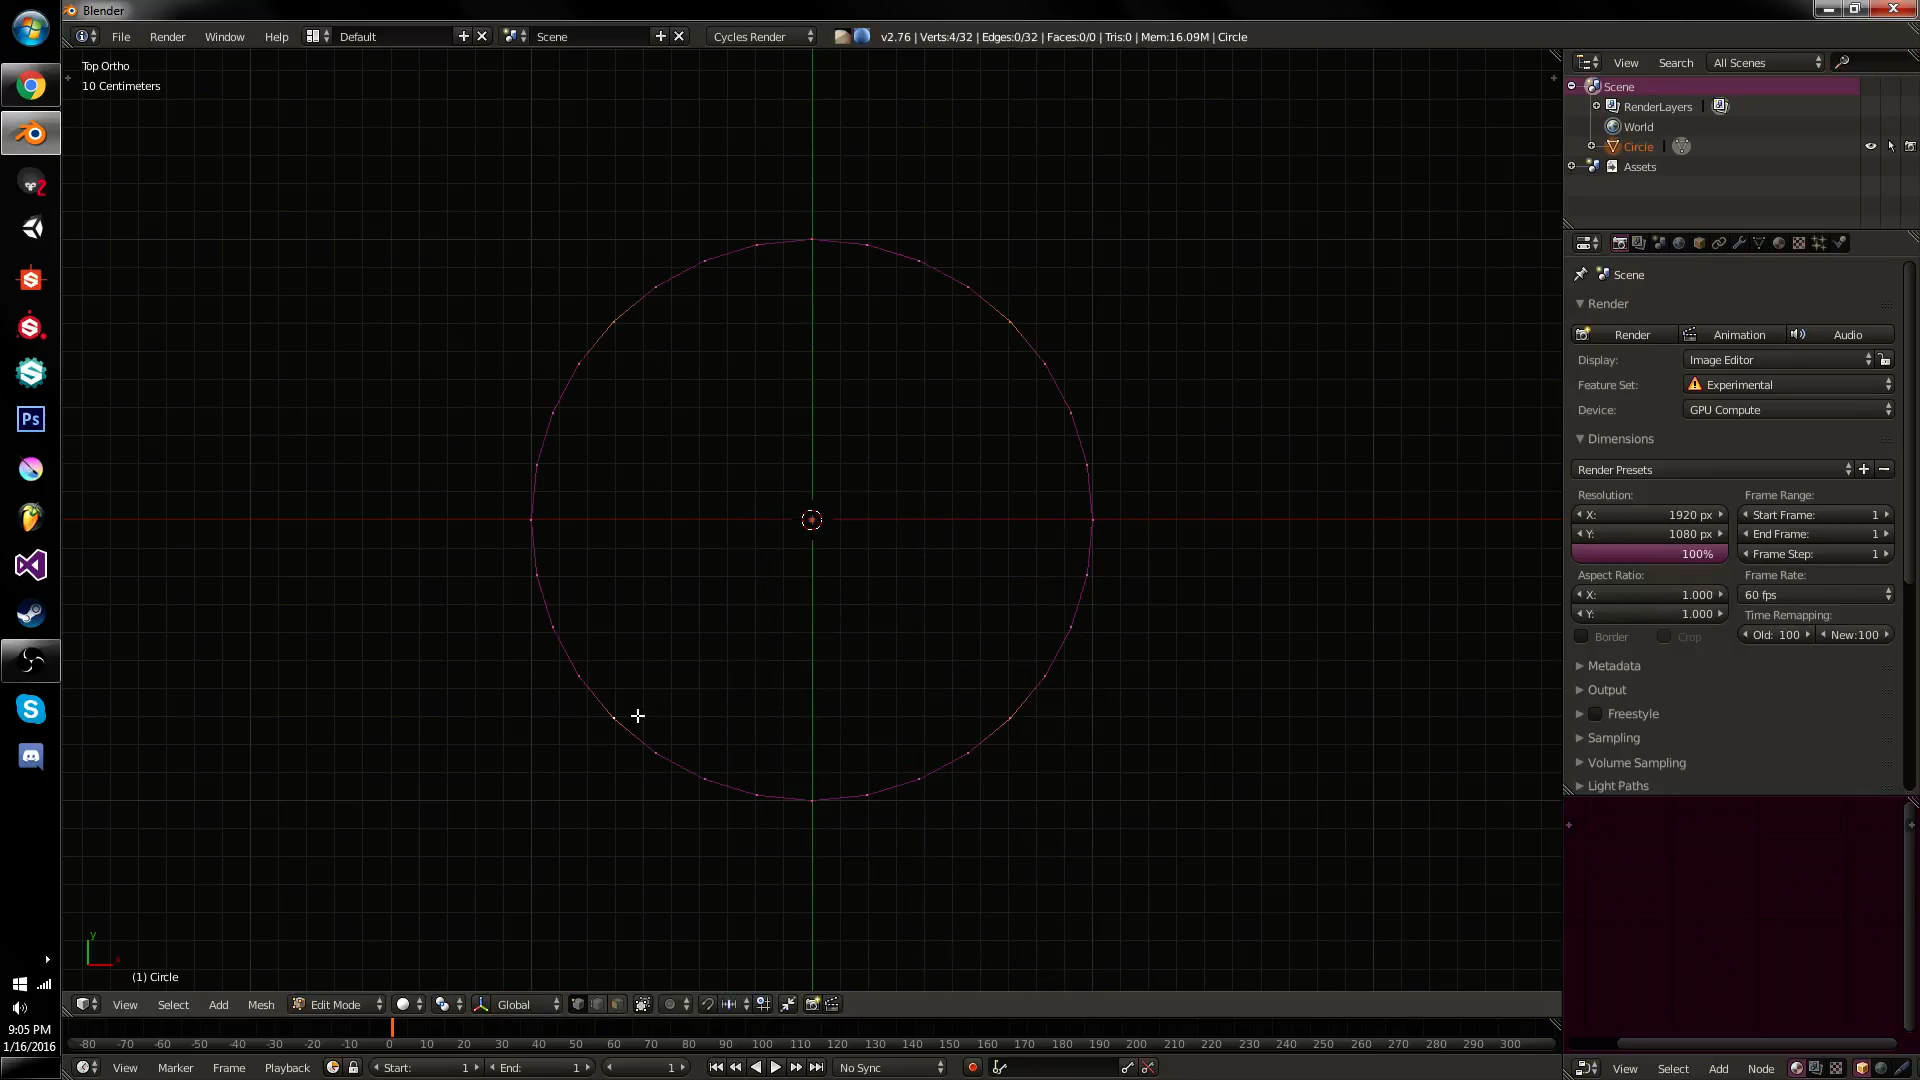 Blender
File Render Window Help Default Scene Cycles Render v2.76 | Verts:4/32 | Edges:0/32 | Faces:0/0 | Tris:0 | Mem:16.09M | Circle
Top Ortho
10 Centimeters
View Search All Scenes
Scene
RenderLayers
World
Circle
Assets
Scene
Render
Render Animation Audio
Display: Image Editor
Feature Set: Experimental
Device: GPU Compute
Dimensions
Render Presets
Resolution: Frame Range:
X: 1920 px Start Frame: 1
Y: 1080 px End Frame: 1
100% Frame Step: 1
Aspect Ratio: Frame Rate:
X: 1.000 60 fps
Y: 1.000 Time Remapping:
Border Crop Old: 100 New:100
Metadata
Output
Freestyle
Sampling
Volume Sampling
Light Paths
Ps
2
y
x
(1) Circle
View Select Add Mesh Edit Mode Global
-80 -70 -60 -50 -40 -30 -20 -10 0 10 20 30 40 50 60 70 80 90 100 110 120 130 140 150 160 170 180 190 200 210 220 230 240 250 260 270 280 290 300
View Marker Frame Playback Start: 1 End: 1 1 No Sync
View Select Add Node
9:05 PM
1/16/2016